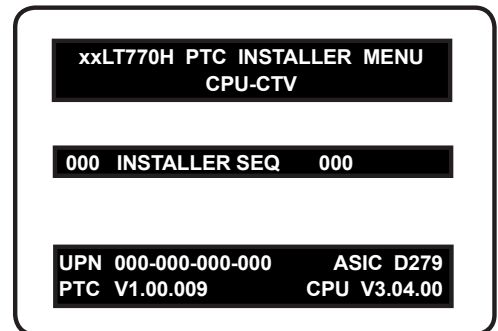 xxLT770H PTC INSTALLER MENU
CPU-CTV
000 INSTALLER SEQ 000
UPN 000-000-000-000 ASIC D279
PTC V1.00.009 CPU V3.04.00